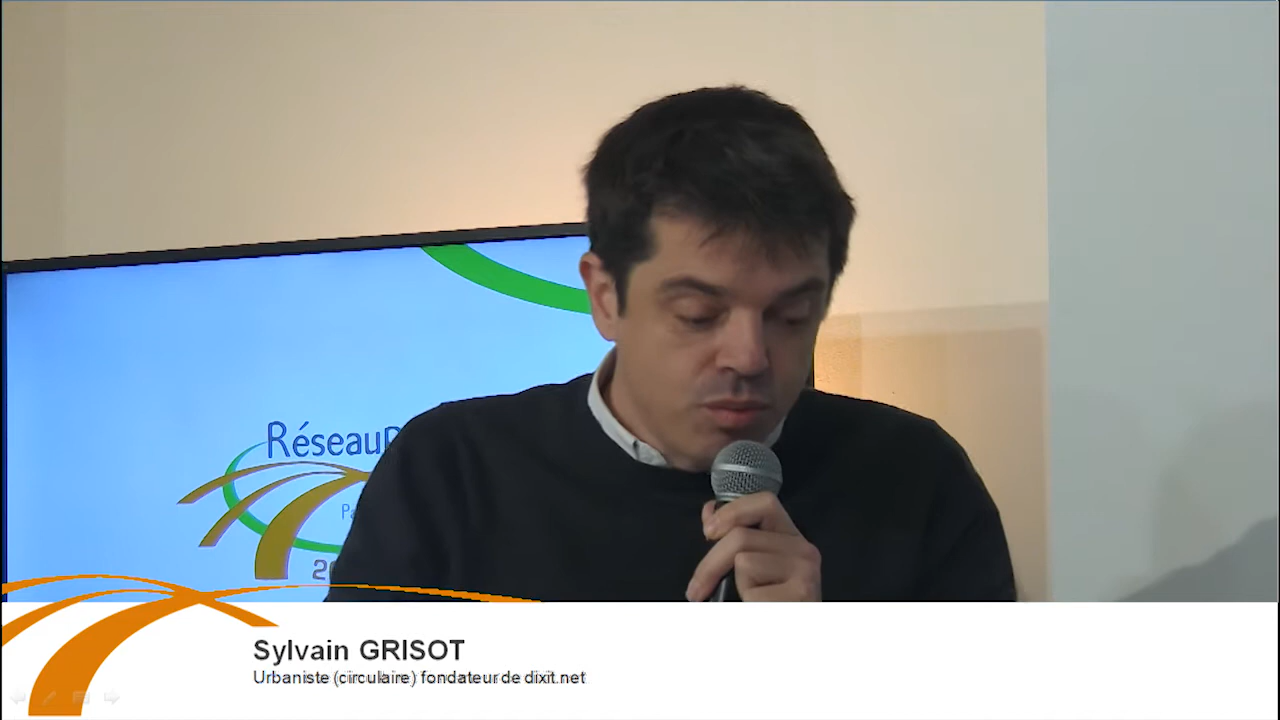 Réseau
Sylvain GRISOT
Urbaniste (circulaire) fondateur de dixit.net